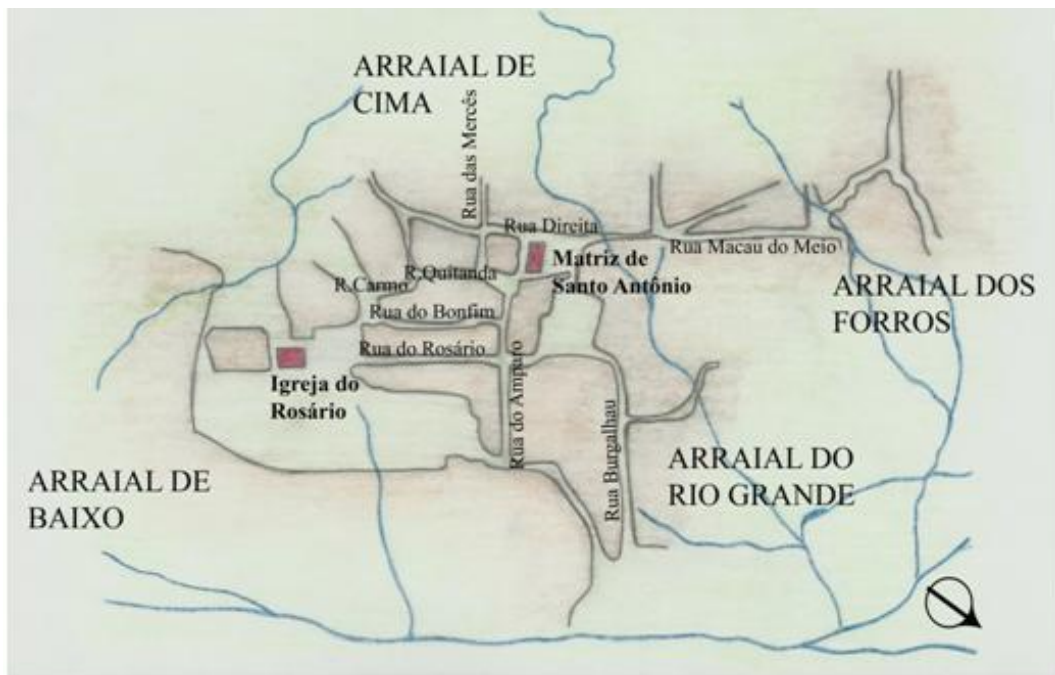 ARRAIAL DE
CIMA
Rua das Mercês
Rua Direita
Rua Macau do Meio
Matriz de
Santo Antônio
R.Quitanda
R.Carmo
ARRAIAL DOS
FORROS
Rua do Bonfim
Rua do Rosário
Igreja do
Rosário
Rua do Amparo
Rua Burgalhau
ARRAIAL DO
RIO GRANDE
ARRAIAL DE
BAIXO